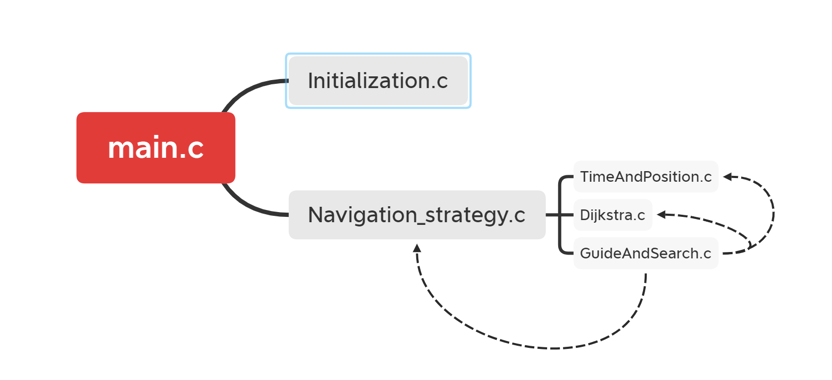 main.c
Initialization.c
Navigation_strategy.c
TimeAndPosition.c
Dijkstra.c
GuideAndSearch.c